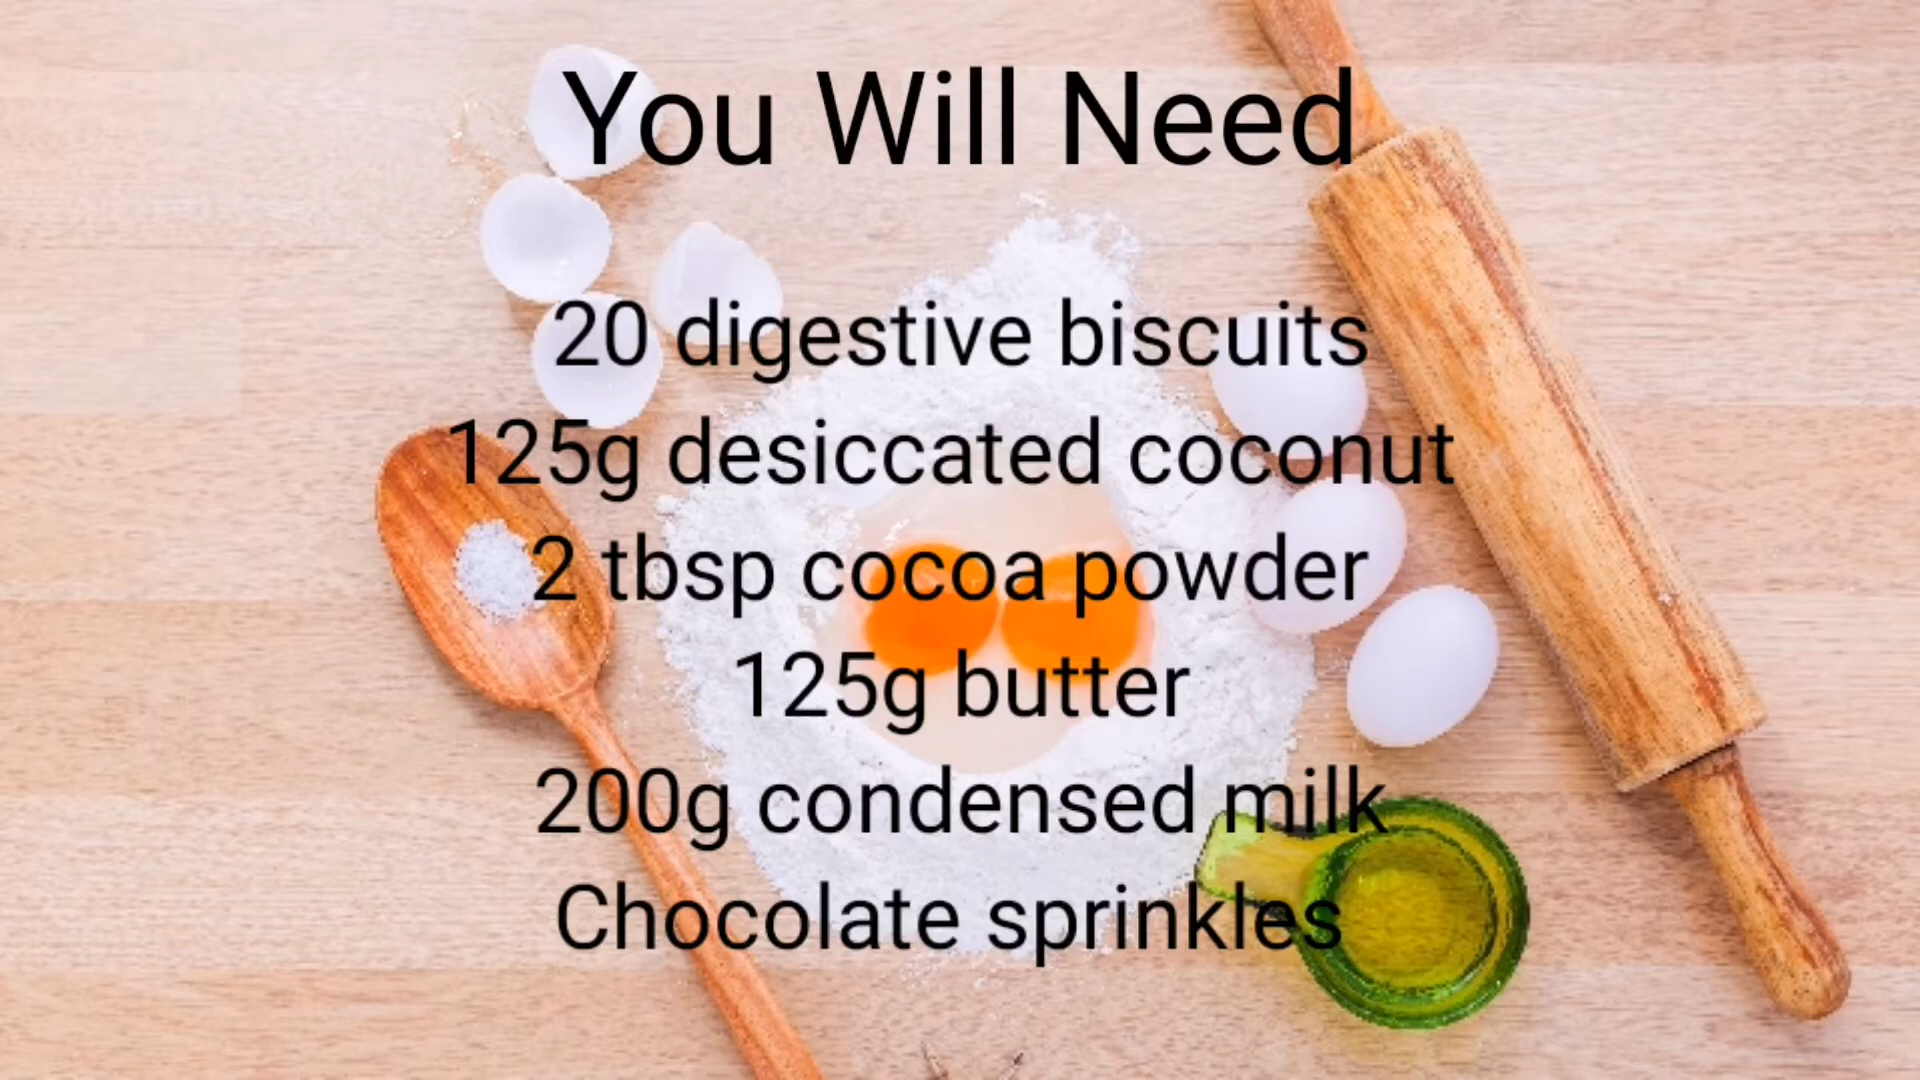 You Will Need
20 digestive biscuits
125g desiccated coconut
2 tbsp cocoa powder
125g butter
200g condensed milk
Chocolate sprinkles